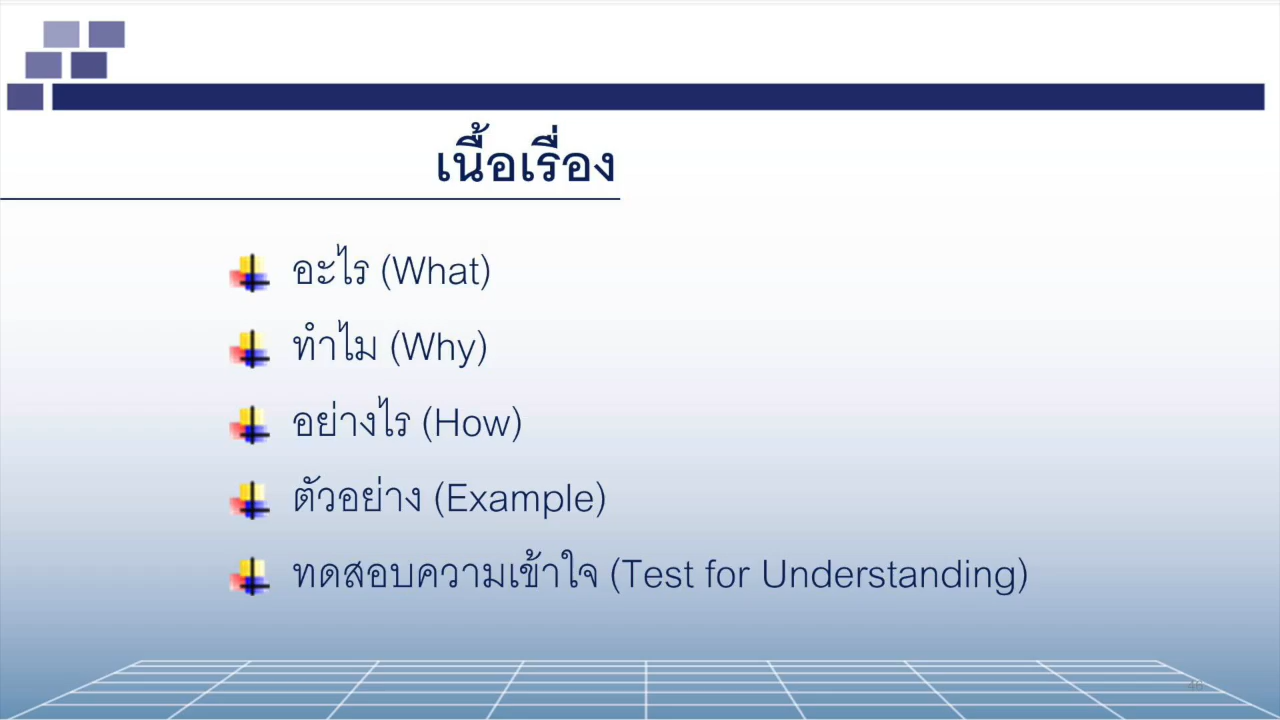 เนื้อเรื่อง
อะไร (What)
ทำไม (Why)
อย่างไร (How)
ตัวอย่าง (Example)
ทดสอบความเข้าใจ (Test for Understanding)
46